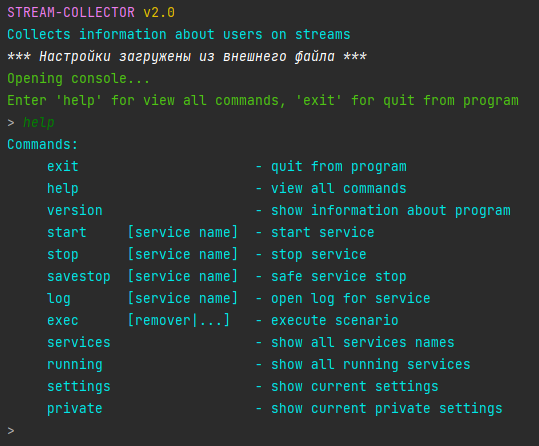 STREAM-COLLECTOR v2.0
Collects information about users on streams
*** Настройки загружены из внешнего файла ***
Opening console...
Enter 'help' for view all commands, 'exit' for quit from program
> help
Commands:
exit - quit from program
help - view all commands
version - show information about program
start [service name] - start service
stop [service name] - stop service
savestop [service name] - safe service stop
log [service name] - open log for service
exec [remover|...] - execute scenario
services - show all services names
running - show all running services
settings - show current settings
private - show current private settings
>